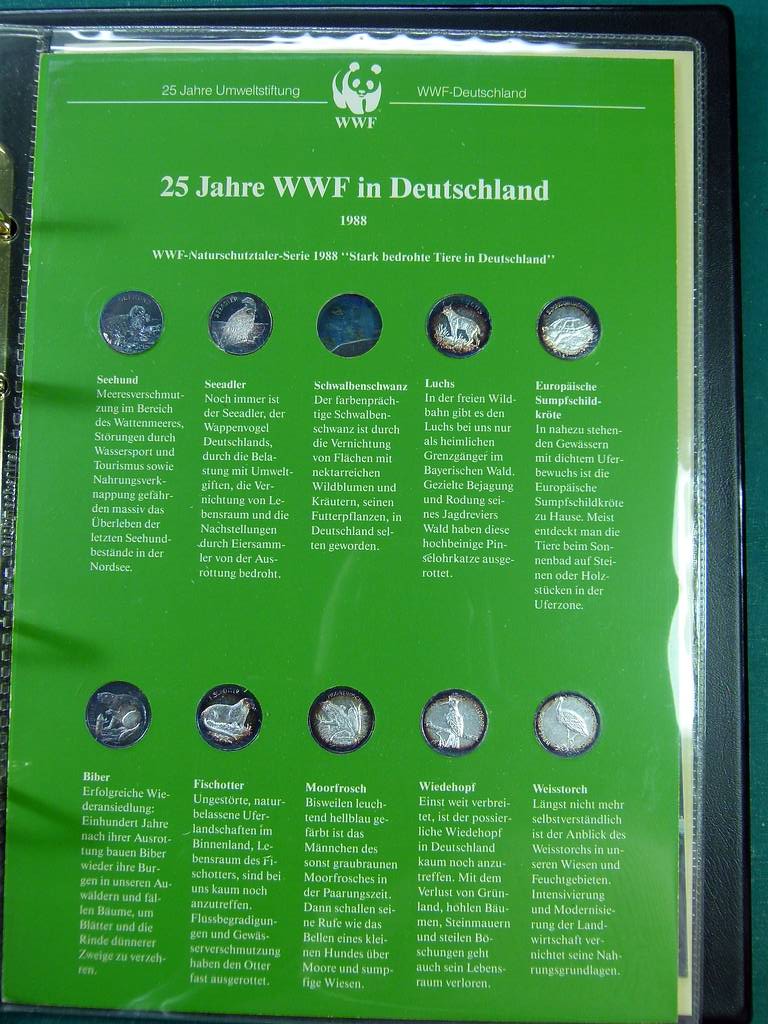 25 Jahre Umweltstiftung
WWF-Deutschland
WWF
25 Jahre WWF in Deutschland
1988
WWF-Naturschutztaler-Serie 1988 "Stark bedrohte Tiere in Deutschland"
Seehund
Meeresverschmut-
zung im Bereich
des Wattenmeeres,
Störungen durch
Wassersport und
Tourismus sowie
Nahrungsverk-
nappung gefähr-
den massiv das
Überleben der
letzten Seehund-
bestände in der
Nordsee.
Seeadler
Noch immer ist
der Seeadler, der
Wappenvogel
Deutschlands,
durch die Bela-
stung mit Umwelt-
giften, die Ver-
nichtung von Le-
bensraum und die
Nachstellungen
durch Eiersamm-
ler von der Aus-
rottung bedroht.
Schwalbenschwanz
Der farbenpräch-
tige Schwalben-
schwanz ist durch
die Vernichtung
von Flächen mit
nektarreichen
Wildblumen und
Kräutern, seinen
Futterpflanzen, in
Deutschland sel-
ten geworden.
Luchs
In der freien Wild-
bahn gibt es den
Luchs bei uns nur
als heimlichen
Grenzgänger im
Bayerischen Wald.
Gezielte Bejagung
und Rodung sei-
nes Jagdreviers
Wald haben diese
hochbeinige Pin-
selohrkatze ausge-
rottet.
Europäische
Sumpfschild-
kröte
In nahezu stehen-
den Gewässern
mit dichtem Ufer-
bewuchs ist die
Europäische
Sumpfschildkröte
zu Hause. Meist
entdeckt man die
Tiere beim Son-
nenbad auf Stei-
nen oder Holz-
stücken in der
Uferzone.
Biber
Erfolgreiche Wie-
deransiedlung:
Einhundert Jahre
nach ihrer Ausrot-
tung bauen Biber
wieder ihre Bur-
gen in unseren Au-
wäldern und fäl-
len Bäume, um
Blätter und die
Rinde dünnerer
Zweige zu verzeh-
ren.
Fischotter
Ungestörte, natur-
belassene Ufer-
landschaften im
Binnenland, Le-
bensraum des Fi-
schotters, sind bei
uns kaum noch
anzutreffen.
Flussbegradigun-
gen und Gewäs-
serverschmutzung
haben den Otter
fast ausgerottet.
Moorfrosch
Bisweilen leuch-
tend hellblau ge-
färbt ist das
Männchen des
sonst graubraunen
Moorfrosches in
der Paarungszeit.
Dann schallen sei-
ne Rufe wie das
Bellen eines klei-
nen Hundes über
Moore und sump-
fige Wiesen.
Wiedehopf
Einst weit verbrei-
tet, ist der possier-
liche Wiedehopf
in Deutschland
kaum noch anzu-
treffen. Mit dem
Verlust von Grün-
land, hohlen Bäu-
men, Steinmauern
und steilen Bö-
schungen geht
auch sein Lebens-
raum verloren.
Weisstorch
Längst nicht mehr
selbstverständlich
ist der Anblick des
Weisstorchs in un-
seren Wiesen und
Feuchtgebieten.
Intensivierung
und Modernisie-
rung der Land-
wirtschaft ver-
nichtet seine Nah-
rungsgrundlagen.